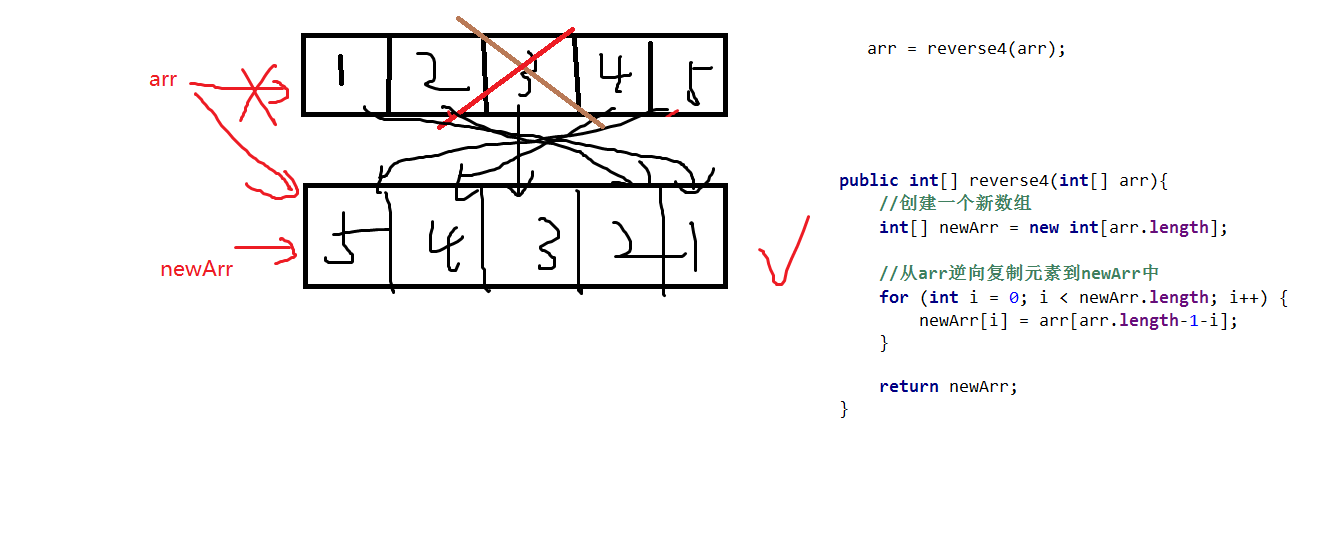 arr
1 2 3 4 5
newArr
5 4 3 2 1
arr = reverse4(arr);
public int[] reverse4(int[] arr){
//创建一个新数组
int[] newArr = new int[arr.length];
//从arr逆向复制元素到newArr中
for (int i = 0; i < newArr.length; i++) {
newArr[i] = arr[arr.length-1-i];
}
return newArr;
}